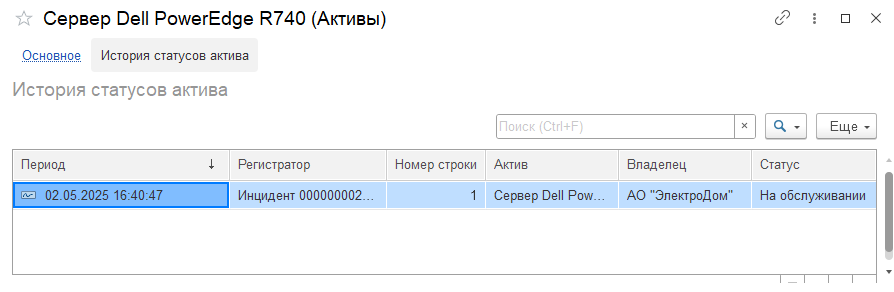 Сервер Dell PowerEdge R740 (Активы)
Основное История статусов актива
История статусов актива
Поиск (Ctrl+F) × Еще
Период ↓ Регистратор Номер строки Актив Владелец Статус
02.05.2025 16:40:47 Инцидент 000000002... 1 Сервер Dell Pow... АО "ЭлектроДом" На обслуживании